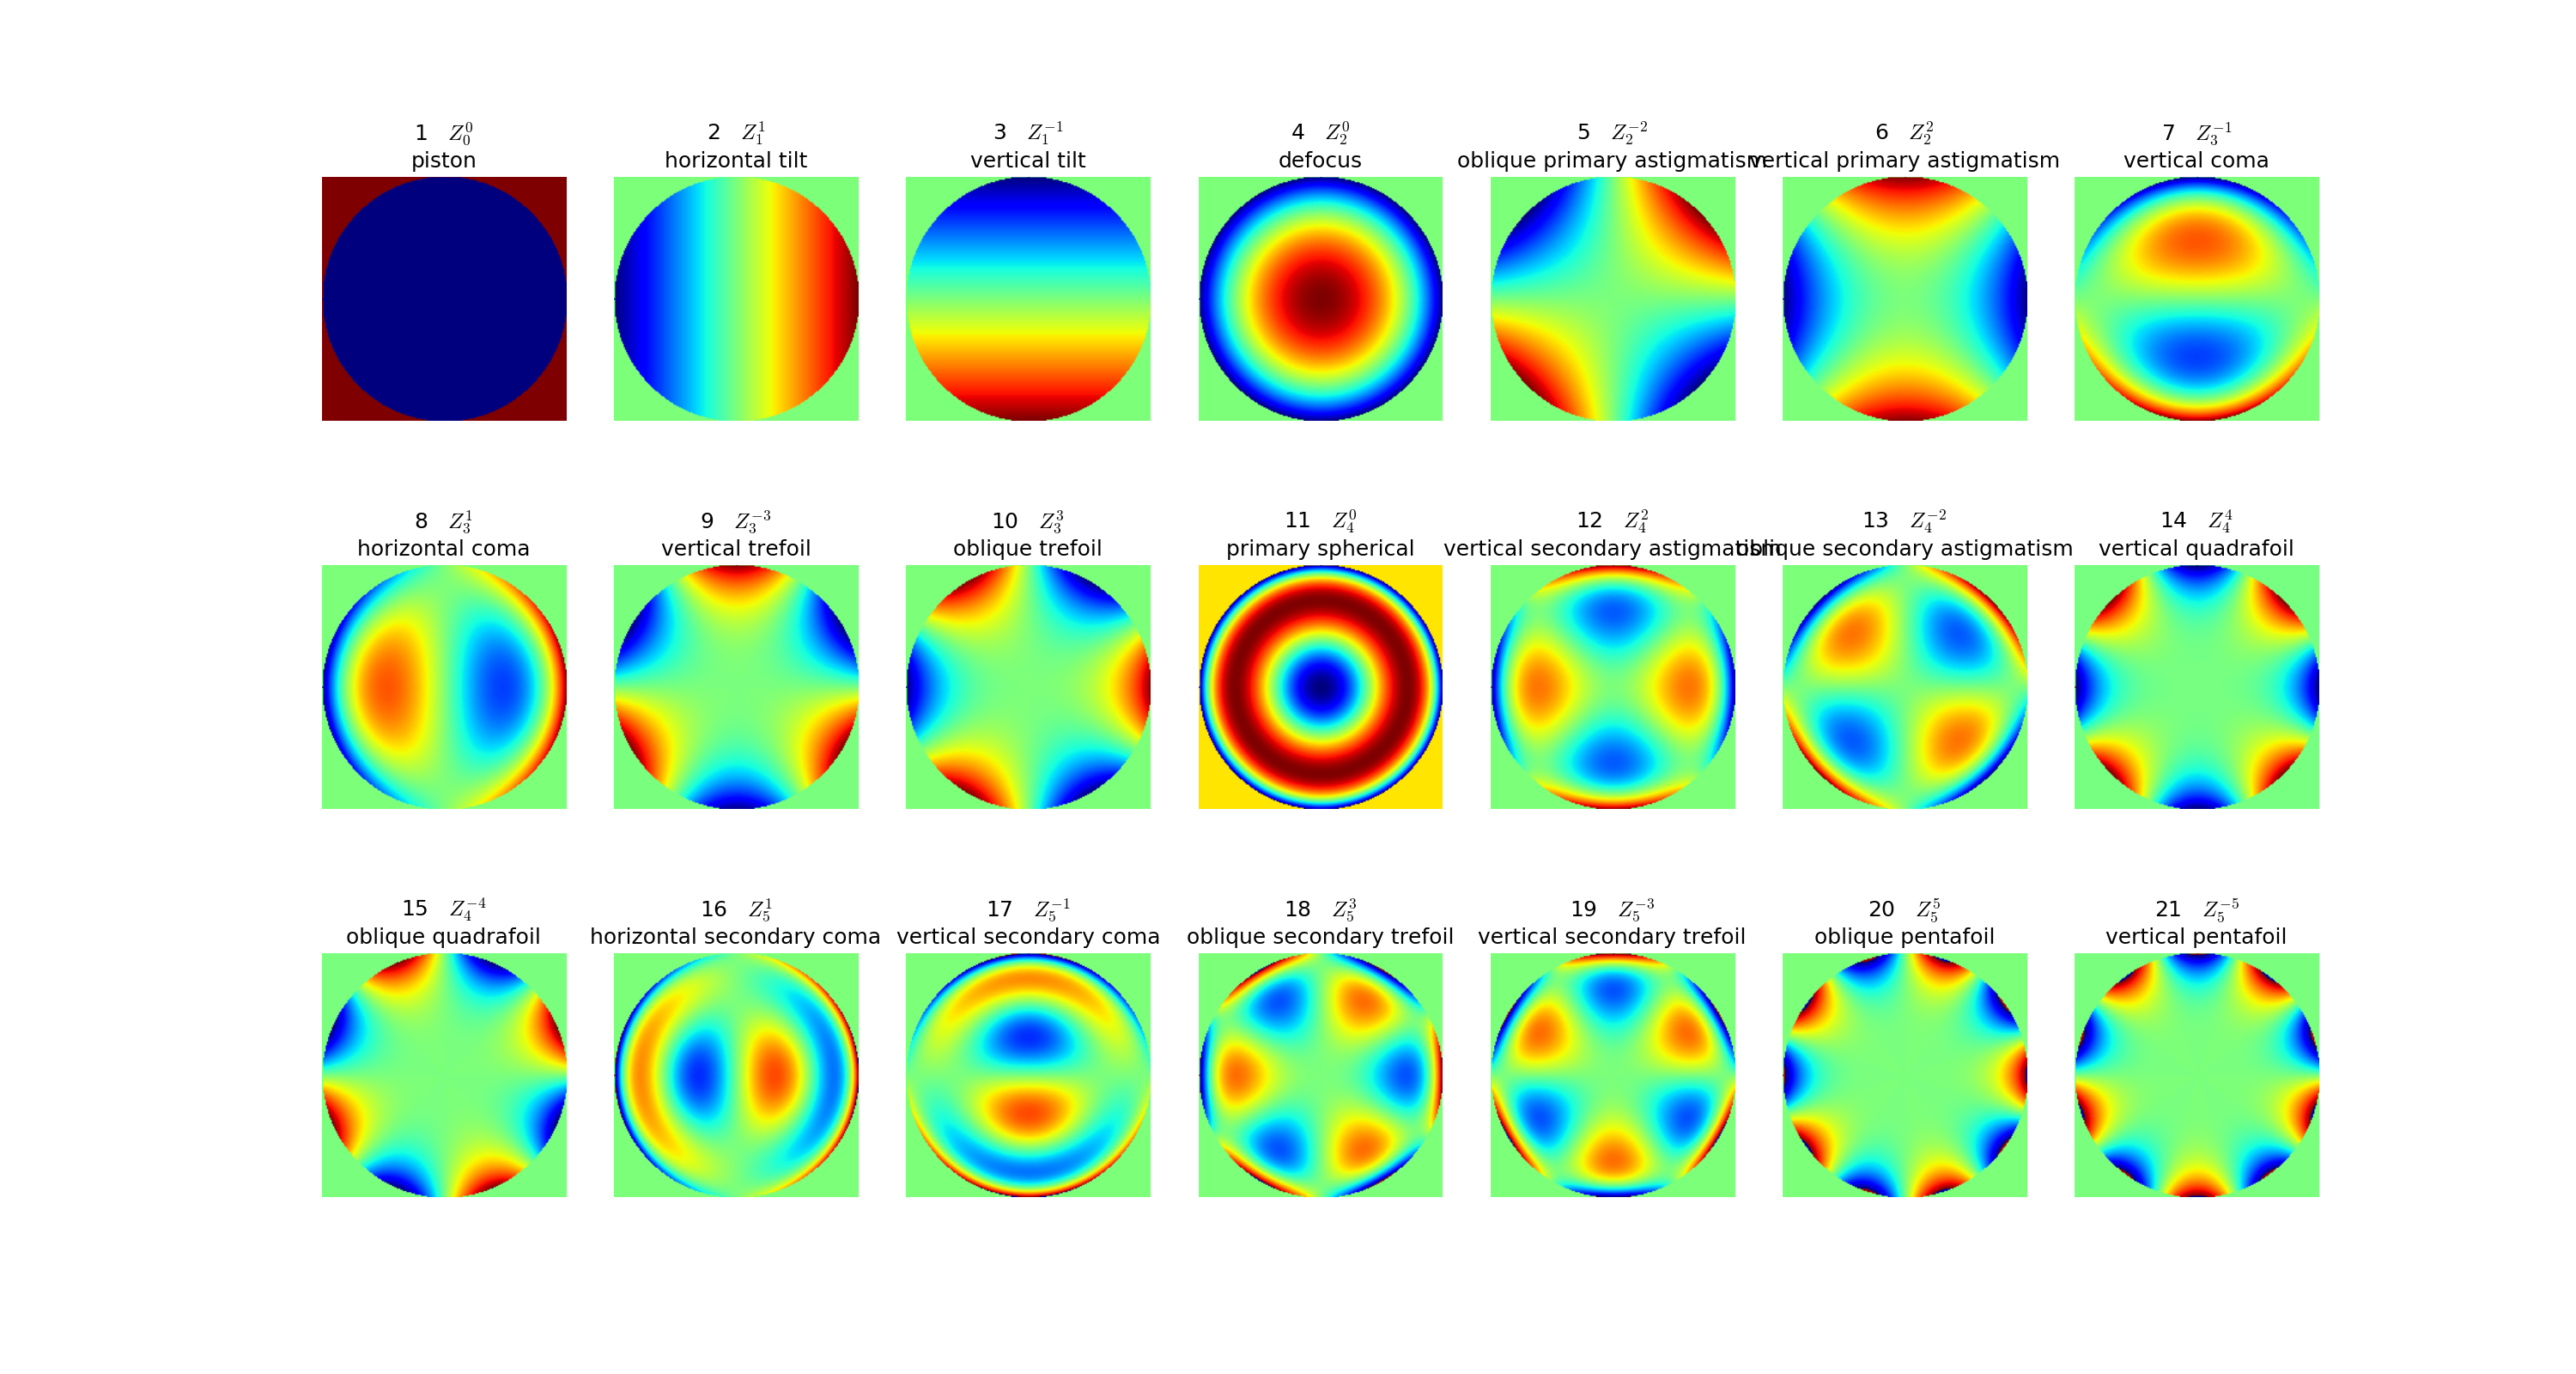 1 Z_0^0
piston
2 Z_1^1
horizontal tilt
3 Z_1^{-1}
vertical tilt
4 Z_2^0
defocus
5 Z_2^{-2}
oblique primary astigmatism
6 Z_2^2
vertical primary astigmatism
7 Z_3^{-1}
vertical coma
8 Z_3^1
horizontal coma
9 Z_3^{-3}
vertical trefoil
10 Z_3^3
oblique trefoil
11 Z_4^0
primary spherical
12 Z_4^2
vertical secondary astigmatism
13 Z_4^{-2}
oblique secondary astigmatism
14 Z_4^4
vertical quadrafoil
15 Z_4^{-4}
oblique quadrafoil
16 Z_5^1
horizontal secondary coma
17 Z_5^{-1}
vertical secondary coma
18 Z_5^3
oblique secondary trefoil
19 Z_5^{-3}
vertical secondary trefoil
20 Z_5^5
oblique pentafoil
21 Z_5^{-5}
vertical pentafoil